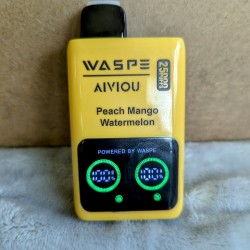 WASPE
25000
AIVIOU
Peach Mango
Watermelon
POWERED BY WASPE
100 100